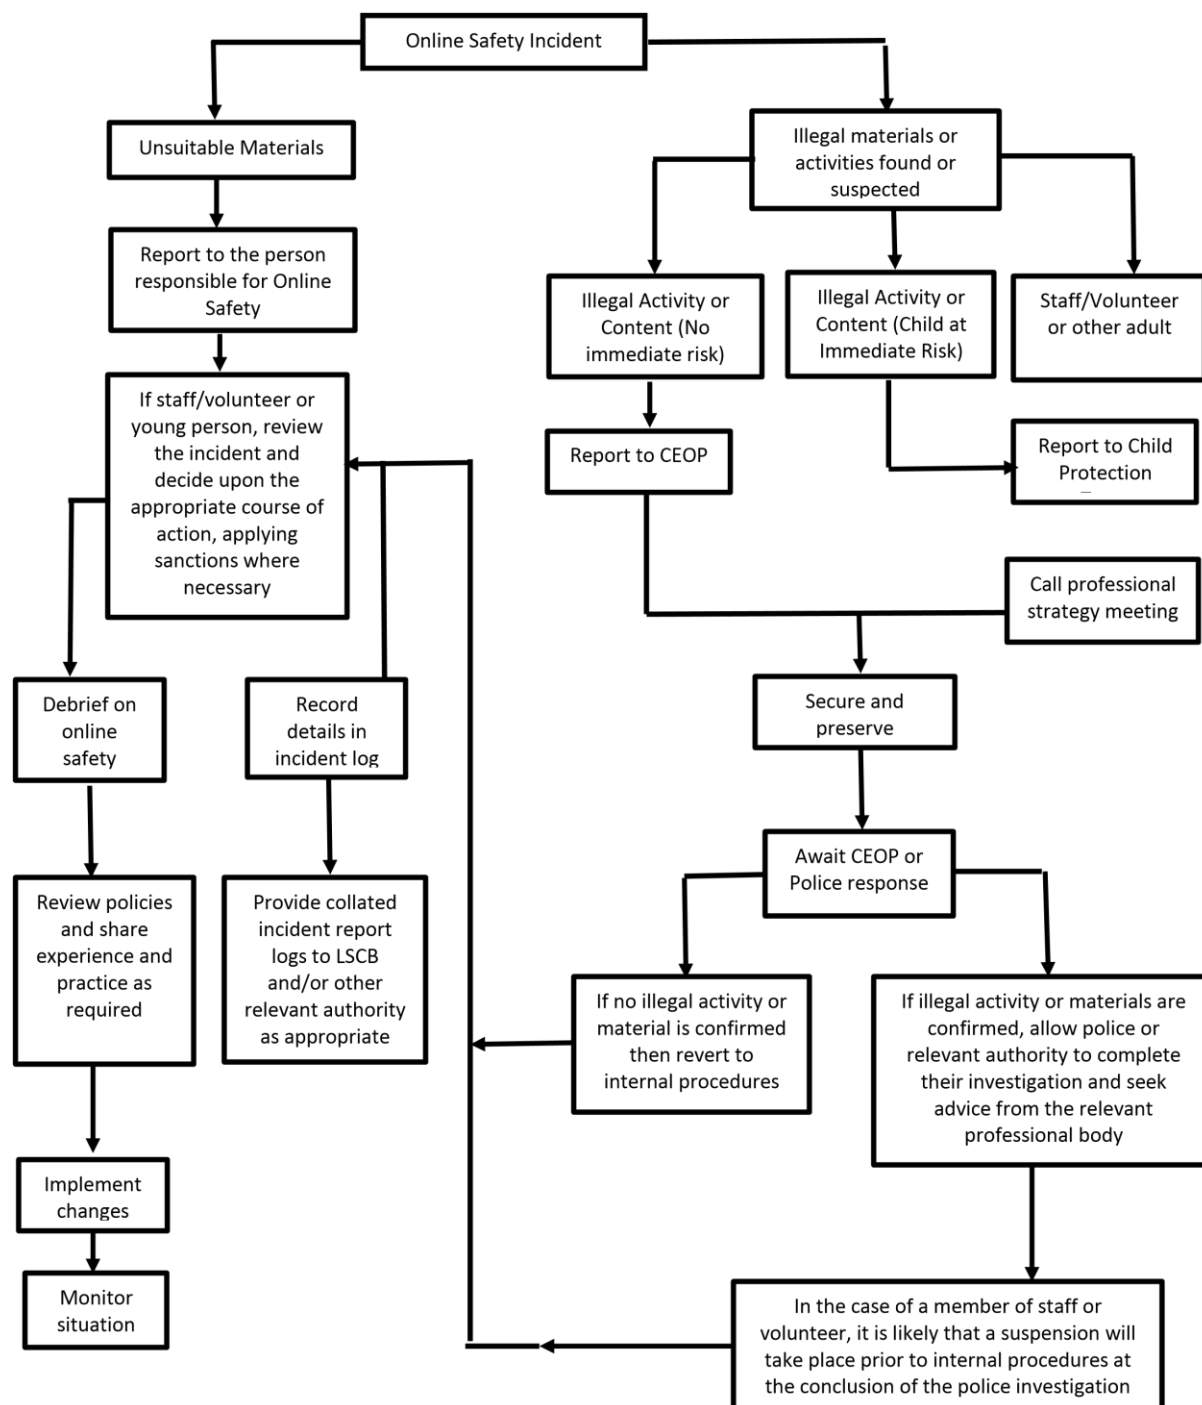 Online Safety Incident
Unsuitable Materials
Illegal materials or
activities found or
suspected
Report to the person
responsible for Online
Safety
Illegal Activity or
Content (No
immediate risk)
Illegal Activity or
Content (Child at
Immediate Risk)
Staff/Volunteer
or other adult
If staff/volunteer or
young person, review
the incident and
decide upon the
appropriate course of
action, applying
sanctions where
necessary
Report to CEOP
Report to Child
Protection
Call professional
strategy meeting
Debrief on
online
safety
Record
details in
incident log
Secure and
preserve
Await CEOP or
Police response
Review policies
and share
experience and
practice as
required
Provide collated
incident report
logs to LSCB
and/or other
relevant authority
as appropriate
If no illegal activity or
material is confirmed
then revert to
internal procedures
If illegal activity or materials are
confirmed, allow police or
relevant authority to complete
their investigation and seek
advice from the relevant
professional body
Implement
changes
Monitor
situation
In the case of a member of staff or
volunteer, it is likely that a suspension will
take place prior to internal procedures at
the conclusion of the police investigation